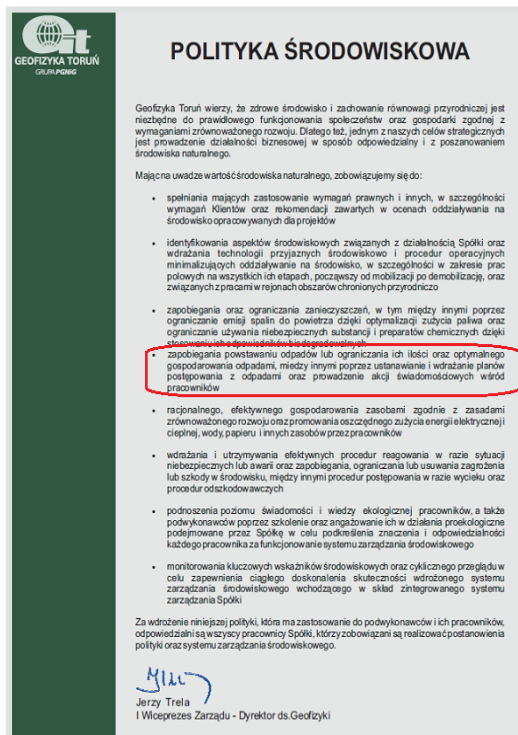 Gt
GEOFIZYKA TORUŃ
GRUPA PGNiG
POLITYKA ŚRODOWISKOWA
Geofizyka Toruń wierzy, że zdrowe środowisko i zachowanie równowagi przyrodniczej jest
niezbędne do prawidłowego funkcjonowania społeczeństw oraz gospodarki zgodnej z
wymaganiami zrównoważonego rozwoju. Dlatego też, jednym z naszych celów strategicznych
jest prowadzenie działalności biznesowej w sposób odpowiedzialny i z poszanowaniem
środowiska naturalnego.
Mając na uwadze wartość środowiska naturalnego, zobowiązujemy się do:
• spełniania mających zastosowanie wymagań prawnych i innych, w szczególności
wymagań Klientów oraz rekomendacji zawartych w ocenach oddziaływania na
środowisko opracowywanych dla projektów
• identyfikowania aspektów środowiskowych związanych z działalnością Spółki oraz
wdrażania technologii przyjaznych środowiskowo i procedur operacyjnych
minimalizujących oddziaływanie na środowisko, w szczególności w zakresie prac
polowych na wszystkich ich etapach, począwszy od mobilizacji po demobilizację, oraz
związanych z pracami w rejonach obszarów chronionych przyrodniczo
• zapobiegania oraz ograniczania zanieczyszczeń, w tym między innymi poprzez
ograniczanie emisji spalin do powietrza dzięki optymalizacji zużycia paliwa oraz
ograniczanie używania niebezpiecznych substancji i preparatów chemicznych dzięki
stosowaniu ich odpowiedników biodegradowalnych
• zapobiegania powstawaniu odpadów lub ograniczania ich ilości oraz optymalnego
gospodarowania odpadami, miedzy innymi poprzez ustanawianie i wdrażanie planów
postępowania z odpadami oraz prowadzenie akcji świadomościowych wśród
pracowników
• racjonalnego, efektywnego gospodarowania zasobami zgodnie z zasadami
zrównoważonego rozwoju oraz promowania oszczędnego zużycia energii elektrycznej i
cieplnej, wody, papieru i innych zasobów przez pracowników
• wdrażania i utrzymywania efektywnych procedur reagowania w razie sytuacji
niebezpiecznych lub awarii oraz zapobiegania, ograniczania lub usuwania zagrożenia
lub szkody w środowisku, między innymi procedur postępowania w razie wycieku oraz
procedur odszkodowawczych
• podnoszenia poziomu świadomości i wiedzy ekologicznej pracowników, a także
podwykonawców poprzez szkolenie oraz angażowanie ich w działania proekologiczne
podejmowane przez Spółkę w celu podkreślenia znaczenia i odpowiedzialności
każdego pracownika za funkcjonowanie systemu zarządzania środowiskowego
• monitorowania kluczowych wskaźników środowiskowych oraz cyklicznego przeglądu w
celu zapewnienia ciągłego doskonalenia skuteczności wdrożonego systemu
zarządzania środowiskowego wchodzącego w skład zintegrowanego systemu
zarządzania Spółki
Za wdrożenie niniejszej polityki, która ma zastosowanie do podwykonawców i ich pracowników,
odpowiedzialni są wszyscy pracownicy Spółki, którzy zobowiązani są realizować postanowienia
polityki oraz systemu zarządzania środowiskowego.
Jerzy Trela
I Wiceprezes Zarządu - Dyrektor ds.Geofizyki